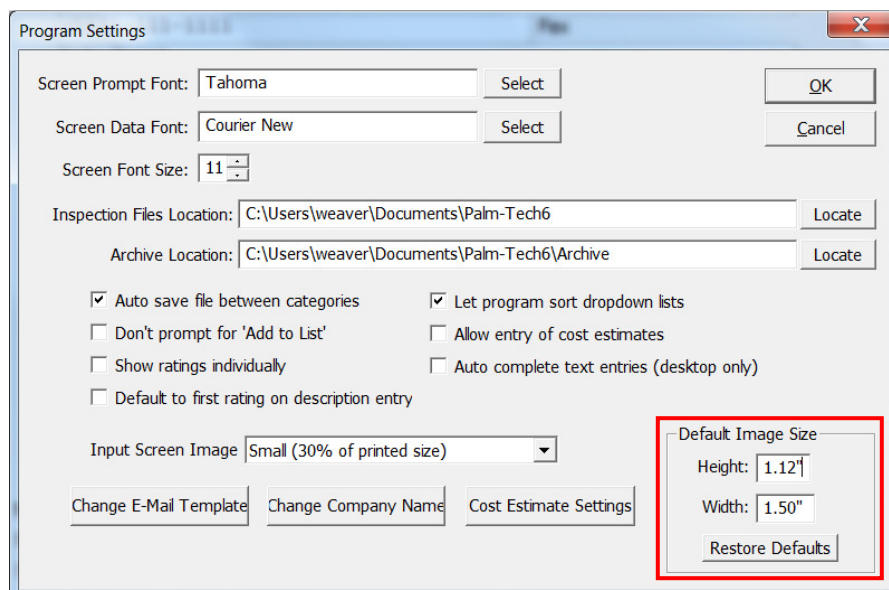 Program Settings
Screen Prompt Font: Tahoma Select OK
Screen Data Font: Courier New Select Cancel
Screen Font Size: 11
Inspection Files Location: C:\Users\weaver\Documents\Palm-Tech6 Locate
Archive Location: C:\Users\weaver\Documents\Palm-Tech6\Archive Locate
Auto save file between categories Let program sort dropdown lists
Don't prompt for 'Add to List' Allow entry of cost estimates
Show ratings individually Auto complete text entries (desktop only)
Default to first rating on description entry
Default Image Size
Input Screen Image Small (30% of printed size)
Height: 1.12"
Change E-Mail Template Change Company Name Cost Estimate Settings
Width: 1.50"
Restore Defaults